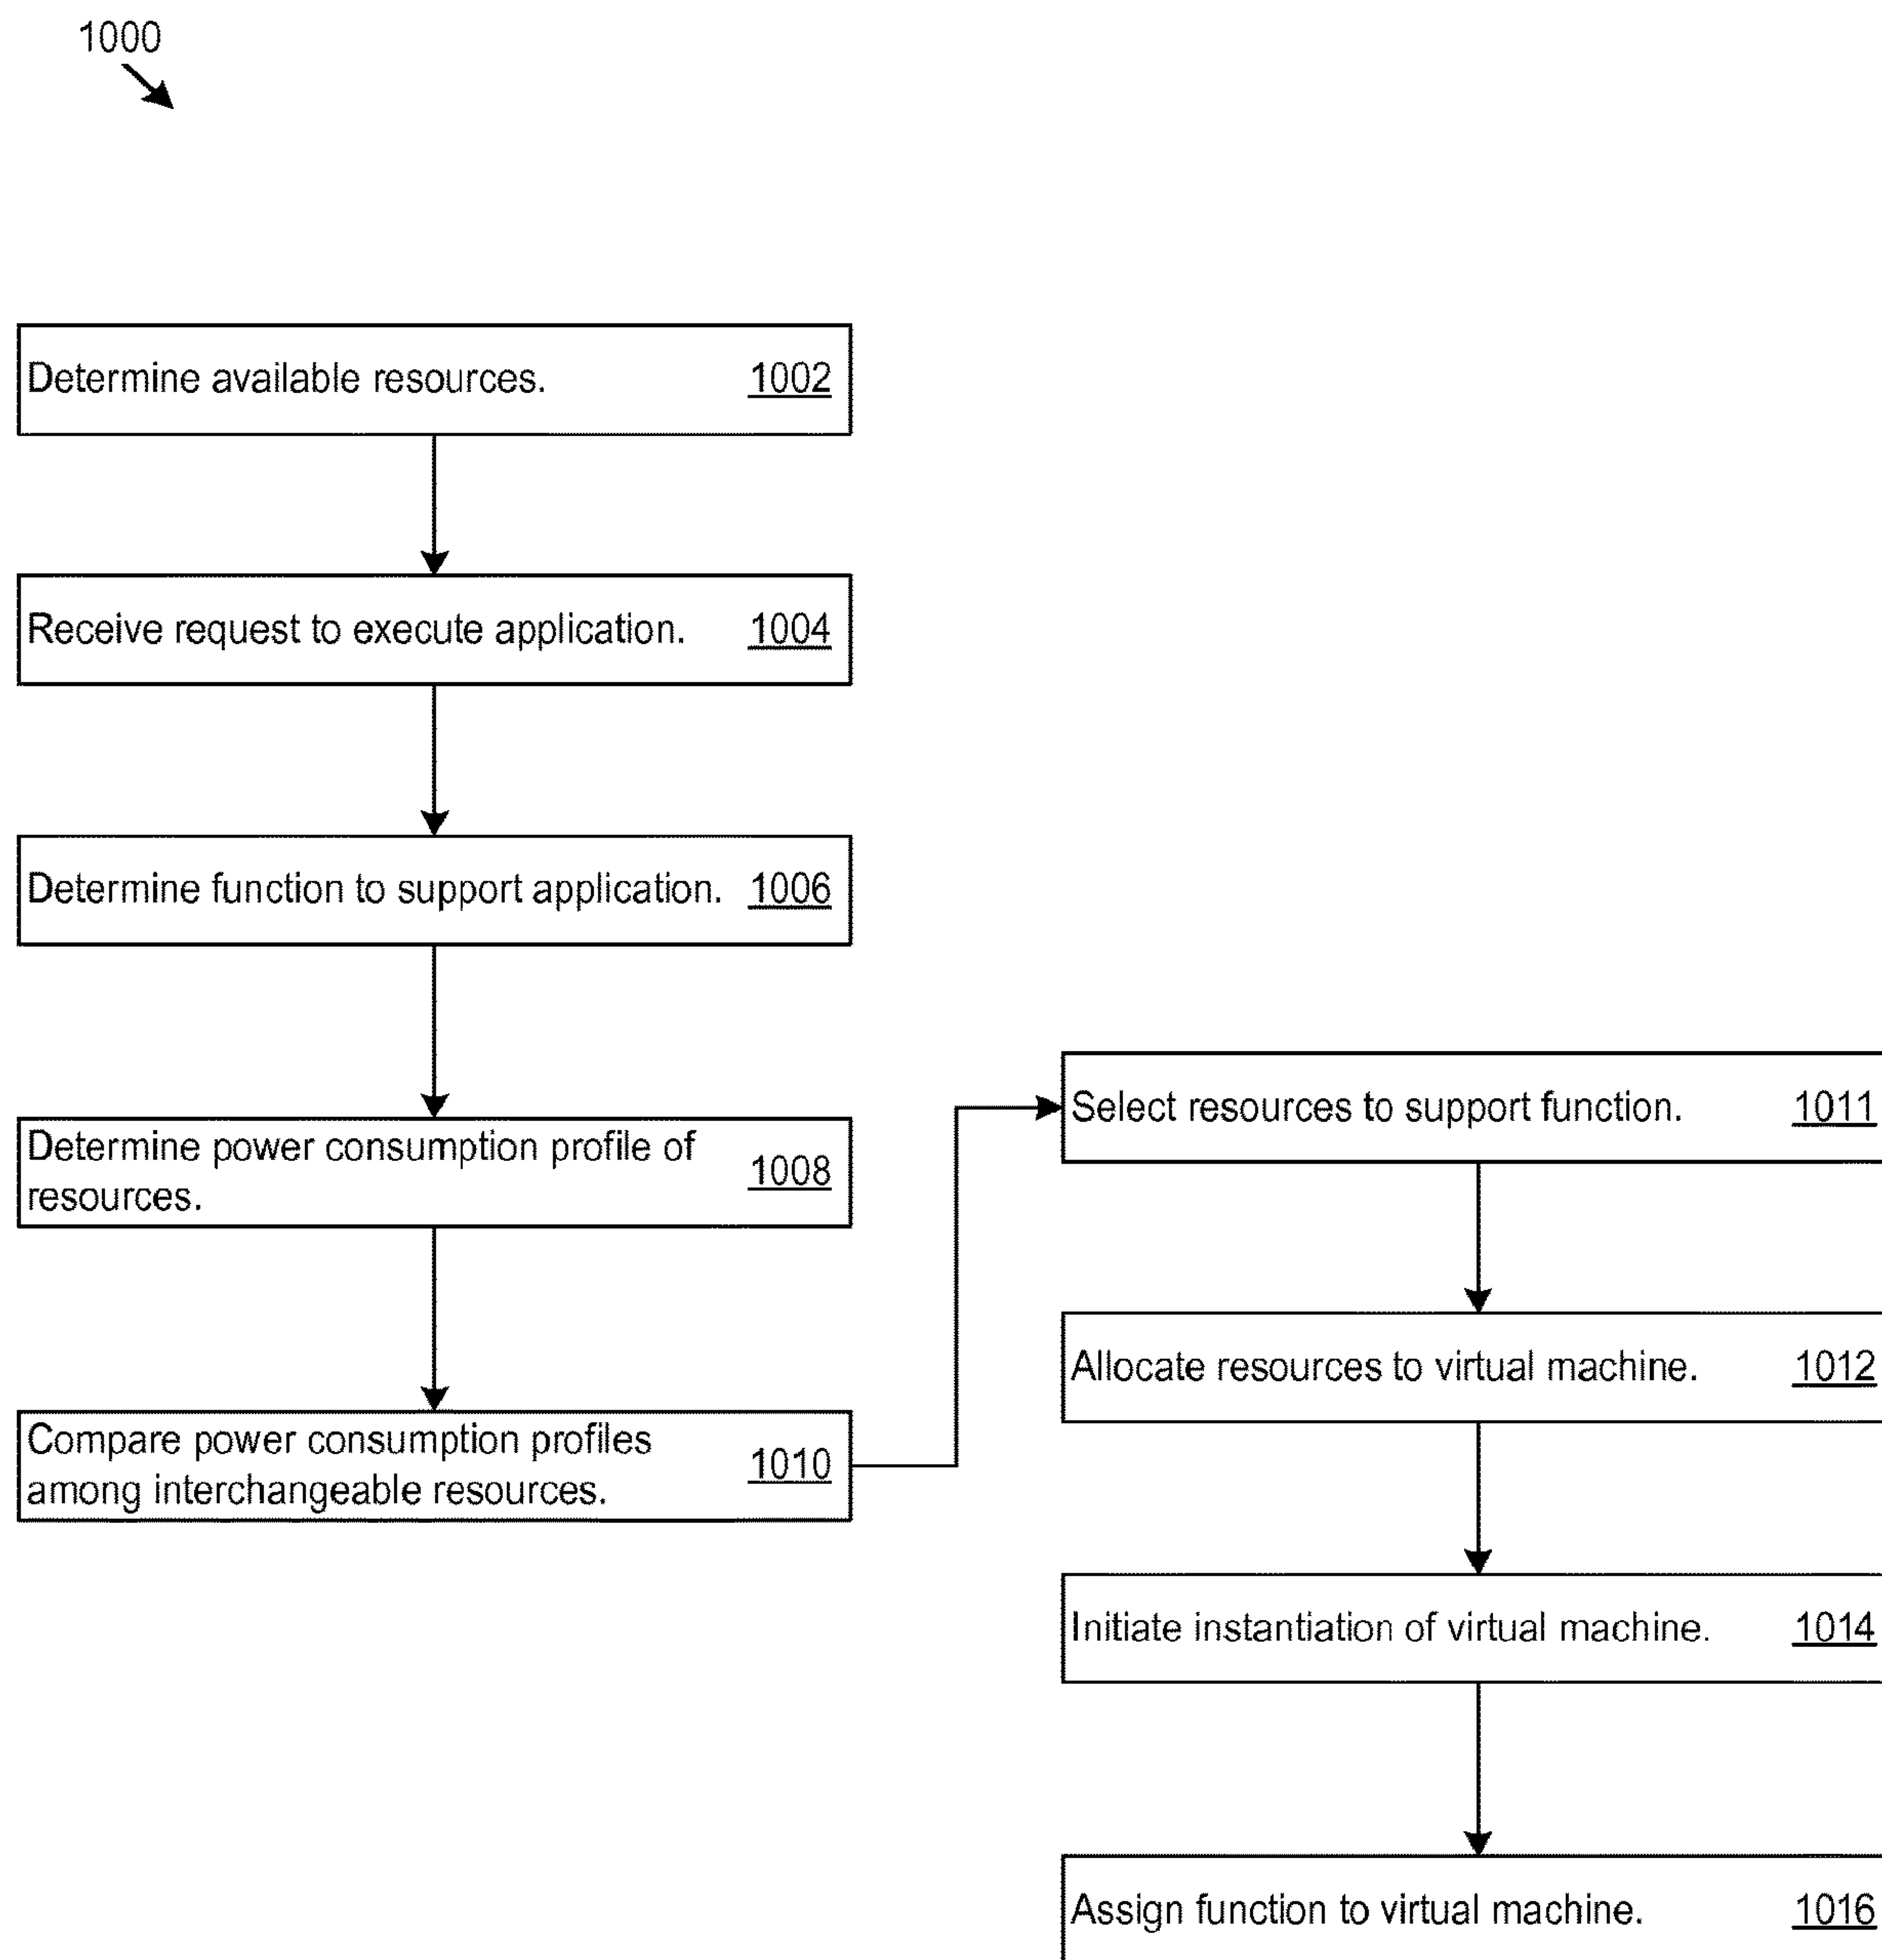 1000
Determine available resources. 1002
Receive request to execute application. 1004
Determine function to support application. 1006
Determine power consumption profile of
resources.
1008
Compare power consumption profiles
among interchangeable resources.
1010
Select resources to support function. 1011
Allocate resources to virtual machine. 1012
Initiate instantiation of virtual machine. 1014
Assign function to virtual machine. 1016